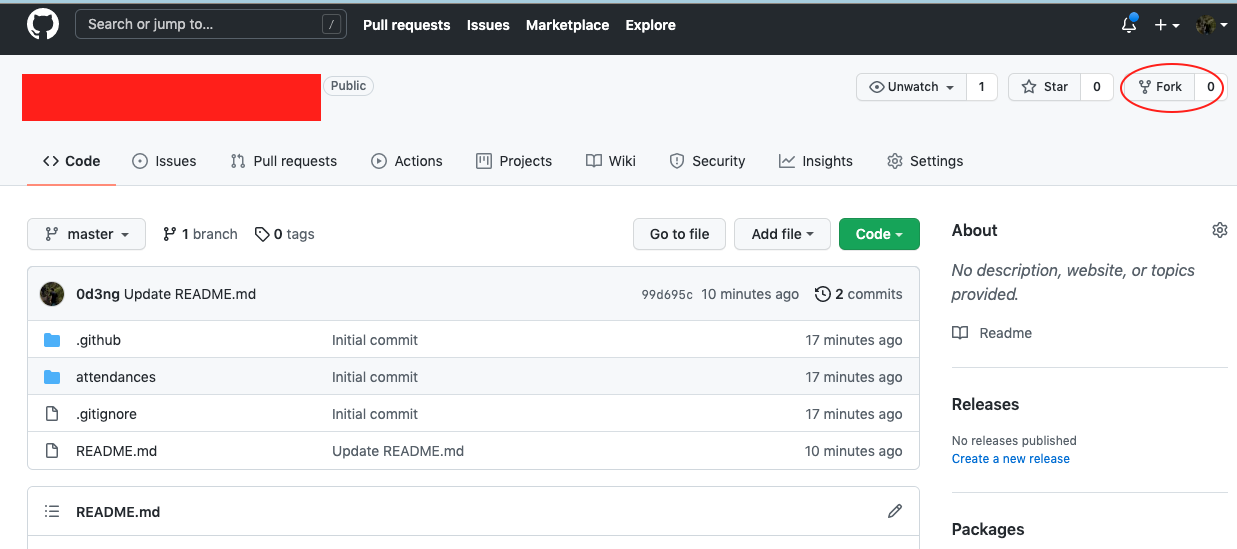 Search or jump to... / Pull requests Issues Marketplace Explore
Public Unwatch 1 Star 0 Fork 0
Code Issues Pull requests Actions Projects Wiki Security Insights Settings
master 1 branch 0 tags Go to file Add file Code
0d3ng Update README.md 99d695c 10 minutes ago 2 commits
.github Initial commit 17 minutes ago
attendances Initial commit 17 minutes ago
.gitignore Initial commit 17 minutes ago
README.md Update README.md 10 minutes ago
README.md
About
No description, website, or topics
provided.
Readme
Releases
No releases published
Create a new release
Packages